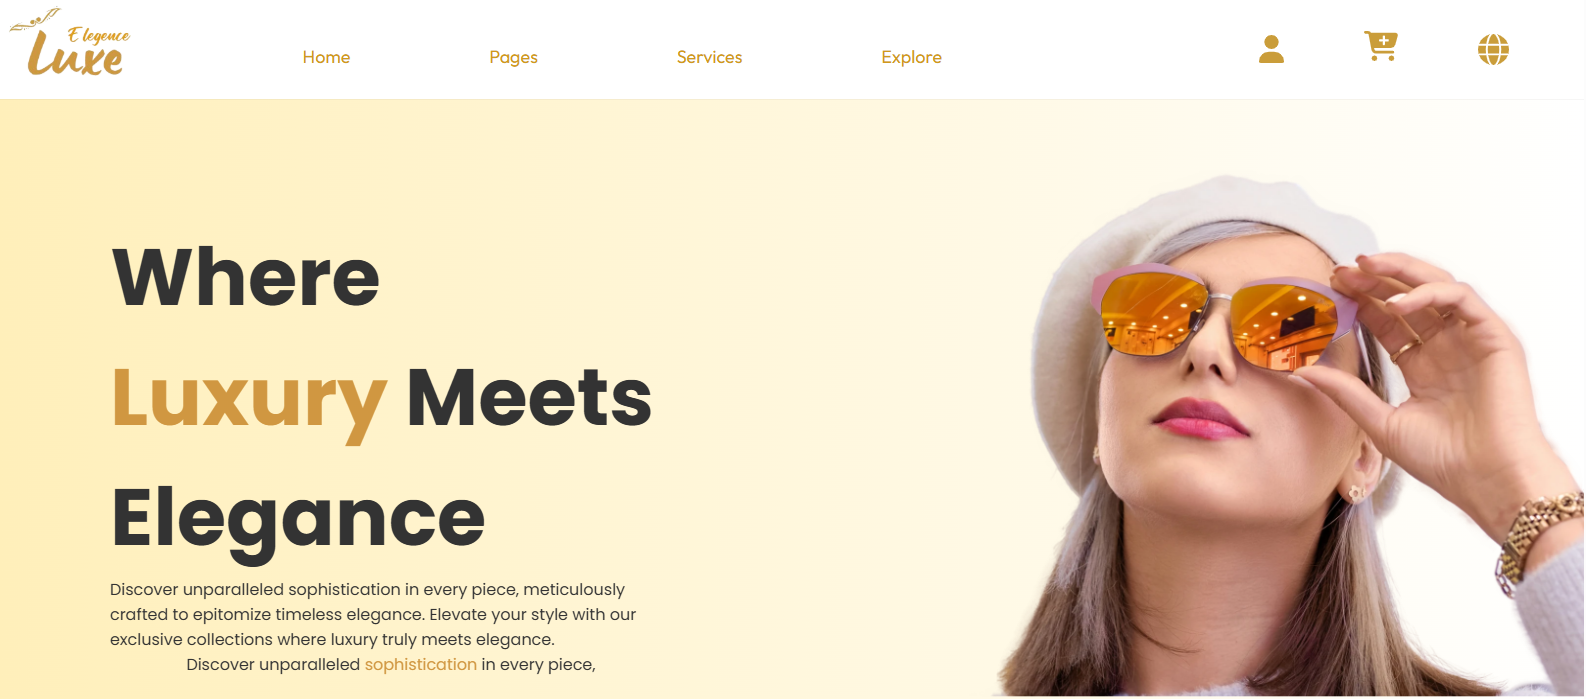 Elegence
Luxe
Home Pages Services Explore
Where
Luxury Meets
Elegance
Discover unparalleled sophistication in every piece, meticulously
crafted to epitomize timeless elegance. Elevate your style with our
exclusive collections where luxury truly meets elegance.
Discover unparalleled sophistication in every piece,